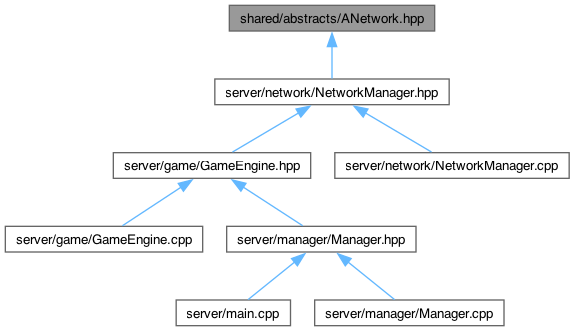 shared/abstracts/ANetwork.hpp
server/network/NetworkManager.hpp
server/game/GameEngine.hpp
server/network/NetworkManager.cpp
server/game/GameEngine.cpp
server/manager/Manager.hpp
server/main.cpp
server/manager/Manager.cpp